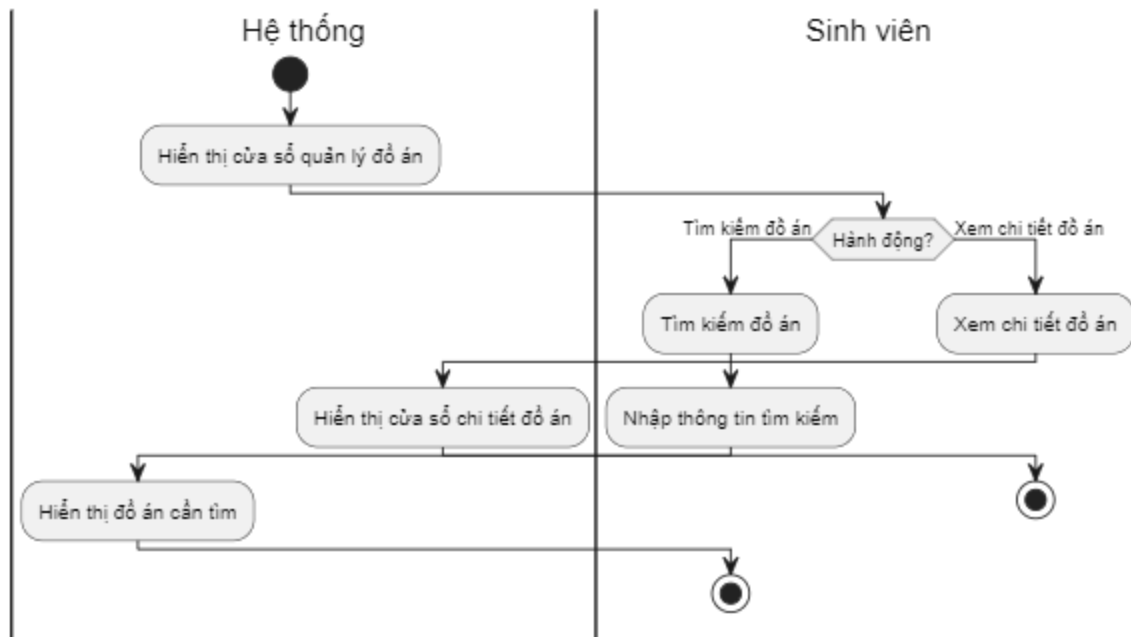 Hệ thống
Sinh viên
Hiển thị cửa sổ quản lý đồ án
Tìm kiếm đồ án
Hành động?
Xem chi tiết đồ án
Tìm kiếm đồ án
Xem chi tiết đồ án
Hiển thị cửa sổ chi tiết đồ án
Nhập thông tin tìm kiếm
Hiển thị đồ án cần tìm